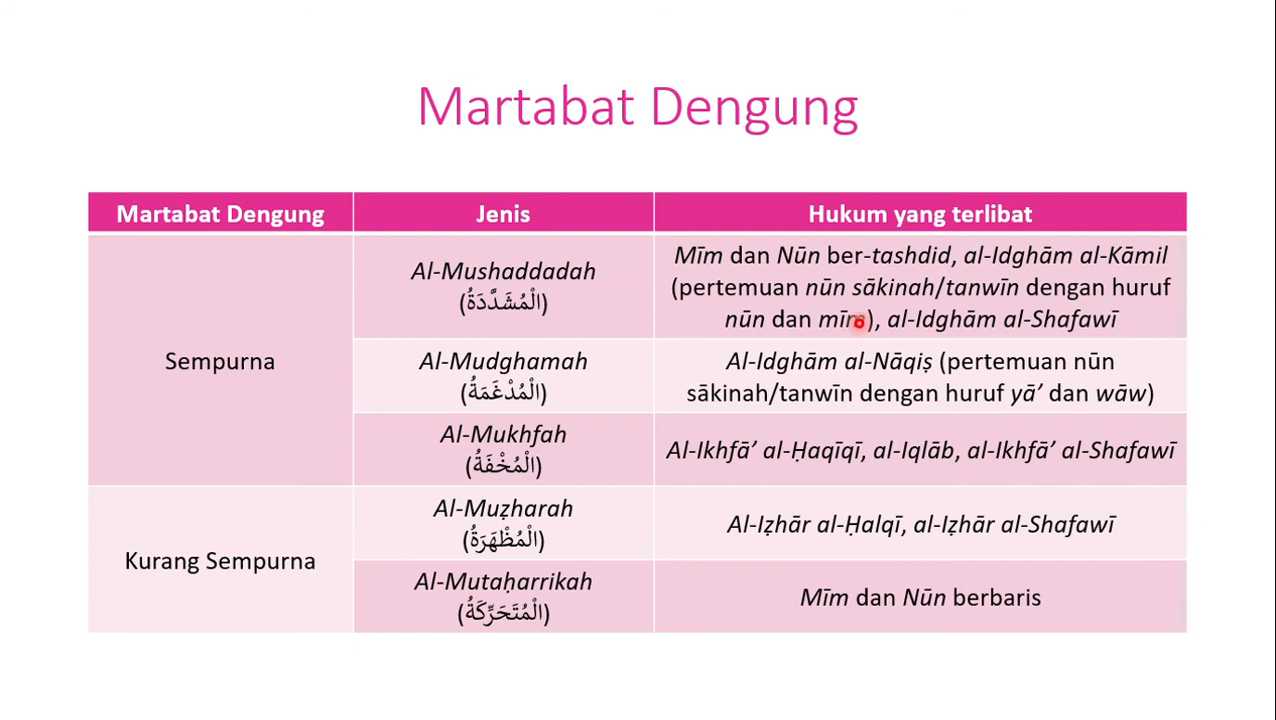 Martabat Dengung
Martabat Dengung
Jenis
Hukum yang terlibat
Sempurna
Al-Mushaddadah
(الْمُشَدَّدَةُ)
Mīm dan Nūn ber-tashdid, al-Idghām al-Kāmil
(pertemuan nūn sākinah/tanwīn dengan huruf
nūn dan mīm), al-Idghām al-Shafawī
Al-Mudghamah
(الْمُدْغَمَةُ)
Al-Idghām al-Nāqiṣ (pertemuan nūn
sākinah/tanwīn dengan huruf yā’ dan wāw)
Al-Mukhfah
(الْمُخْفَةُ)
Al-Ikhfā’ al-Ḥaqīqī, al-Iqlāb, al-Ikhfā’ al-Shafawī
Kurang Sempurna
Al-Muẓharah
(الْمُظْهَرَةُ)
Al-Iẓhār al-Ḥalqī, al-Iẓhār al-Shafawī
Al-Mutaḥarrikah
(الْمُتَحَرِّكَةُ)
Mīm dan Nūn berbaris